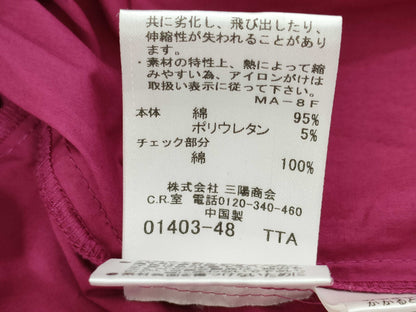 共に劣化し、飛び出したり、
伸縮性が失われることがあり
ます。
・素材の特性上、熱によって縮
みやすい為、アイロンがけは
取扱い表示に従って下さい。
MA-8F
本体 綿 95%
ポリウレタン 5%
チェック部分
綿 100%
株式会社 三陽商会
C.R.室 電話0120-340-460
中国製
01403-48 TTA